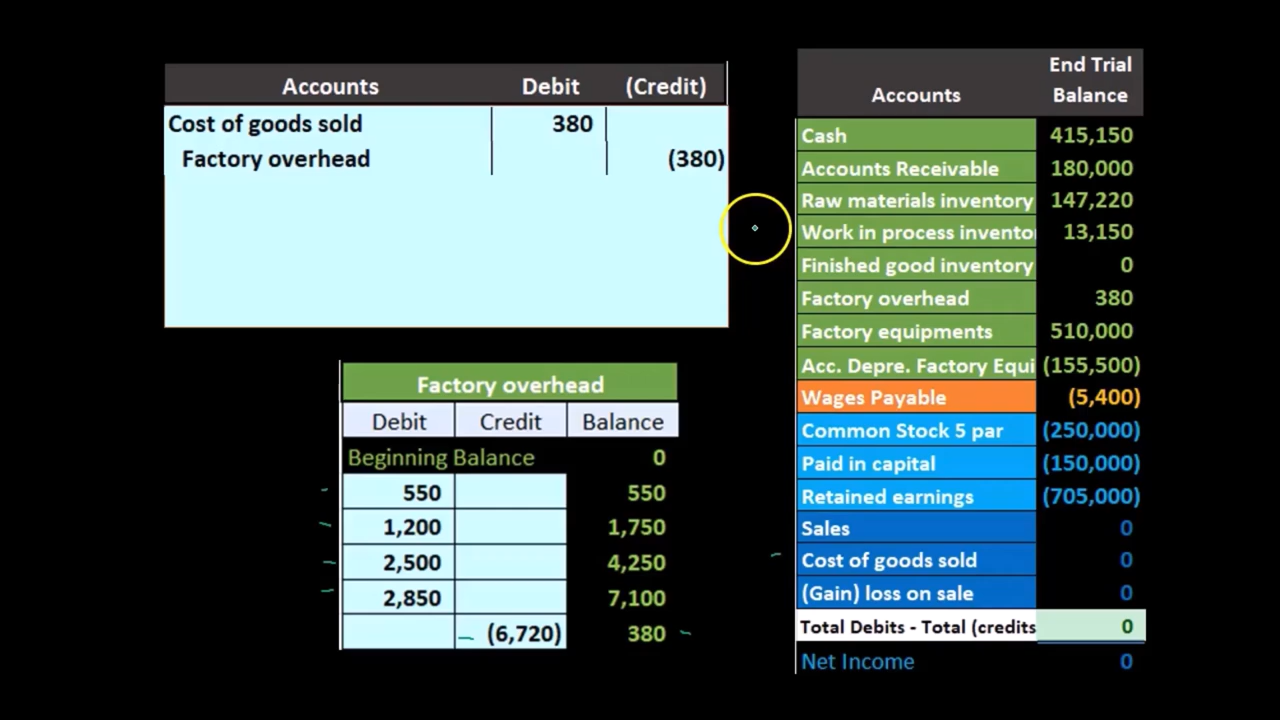 Accounts Debit (Credit)
Cost of goods sold 380
Factory overhead (380)
Factory overhead
Debit Credit Balance
Beginning Balance 0
550 550
1,200 1,750
2,500 4,250
2,850 7,100
(6,720) 380
End Trial
Accounts Balance
Cash 415,150
Accounts Receivable 180,000
Raw materials inventory 147,220
Work in process invento 13,150
Finished good inventory 0
Factory overhead 380
Factory equipments 510,000
Acc. Depre. Factory Equi (155,500)
Wages Payable (5,400)
Common Stock 5 par (250,000)
Paid in capital (150,000)
Retained earnings (705,000)
Sales 0
Cost of goods sold 0
(Gain) loss on sale 0
Total Debits - Total (credits 0
Net Income 0